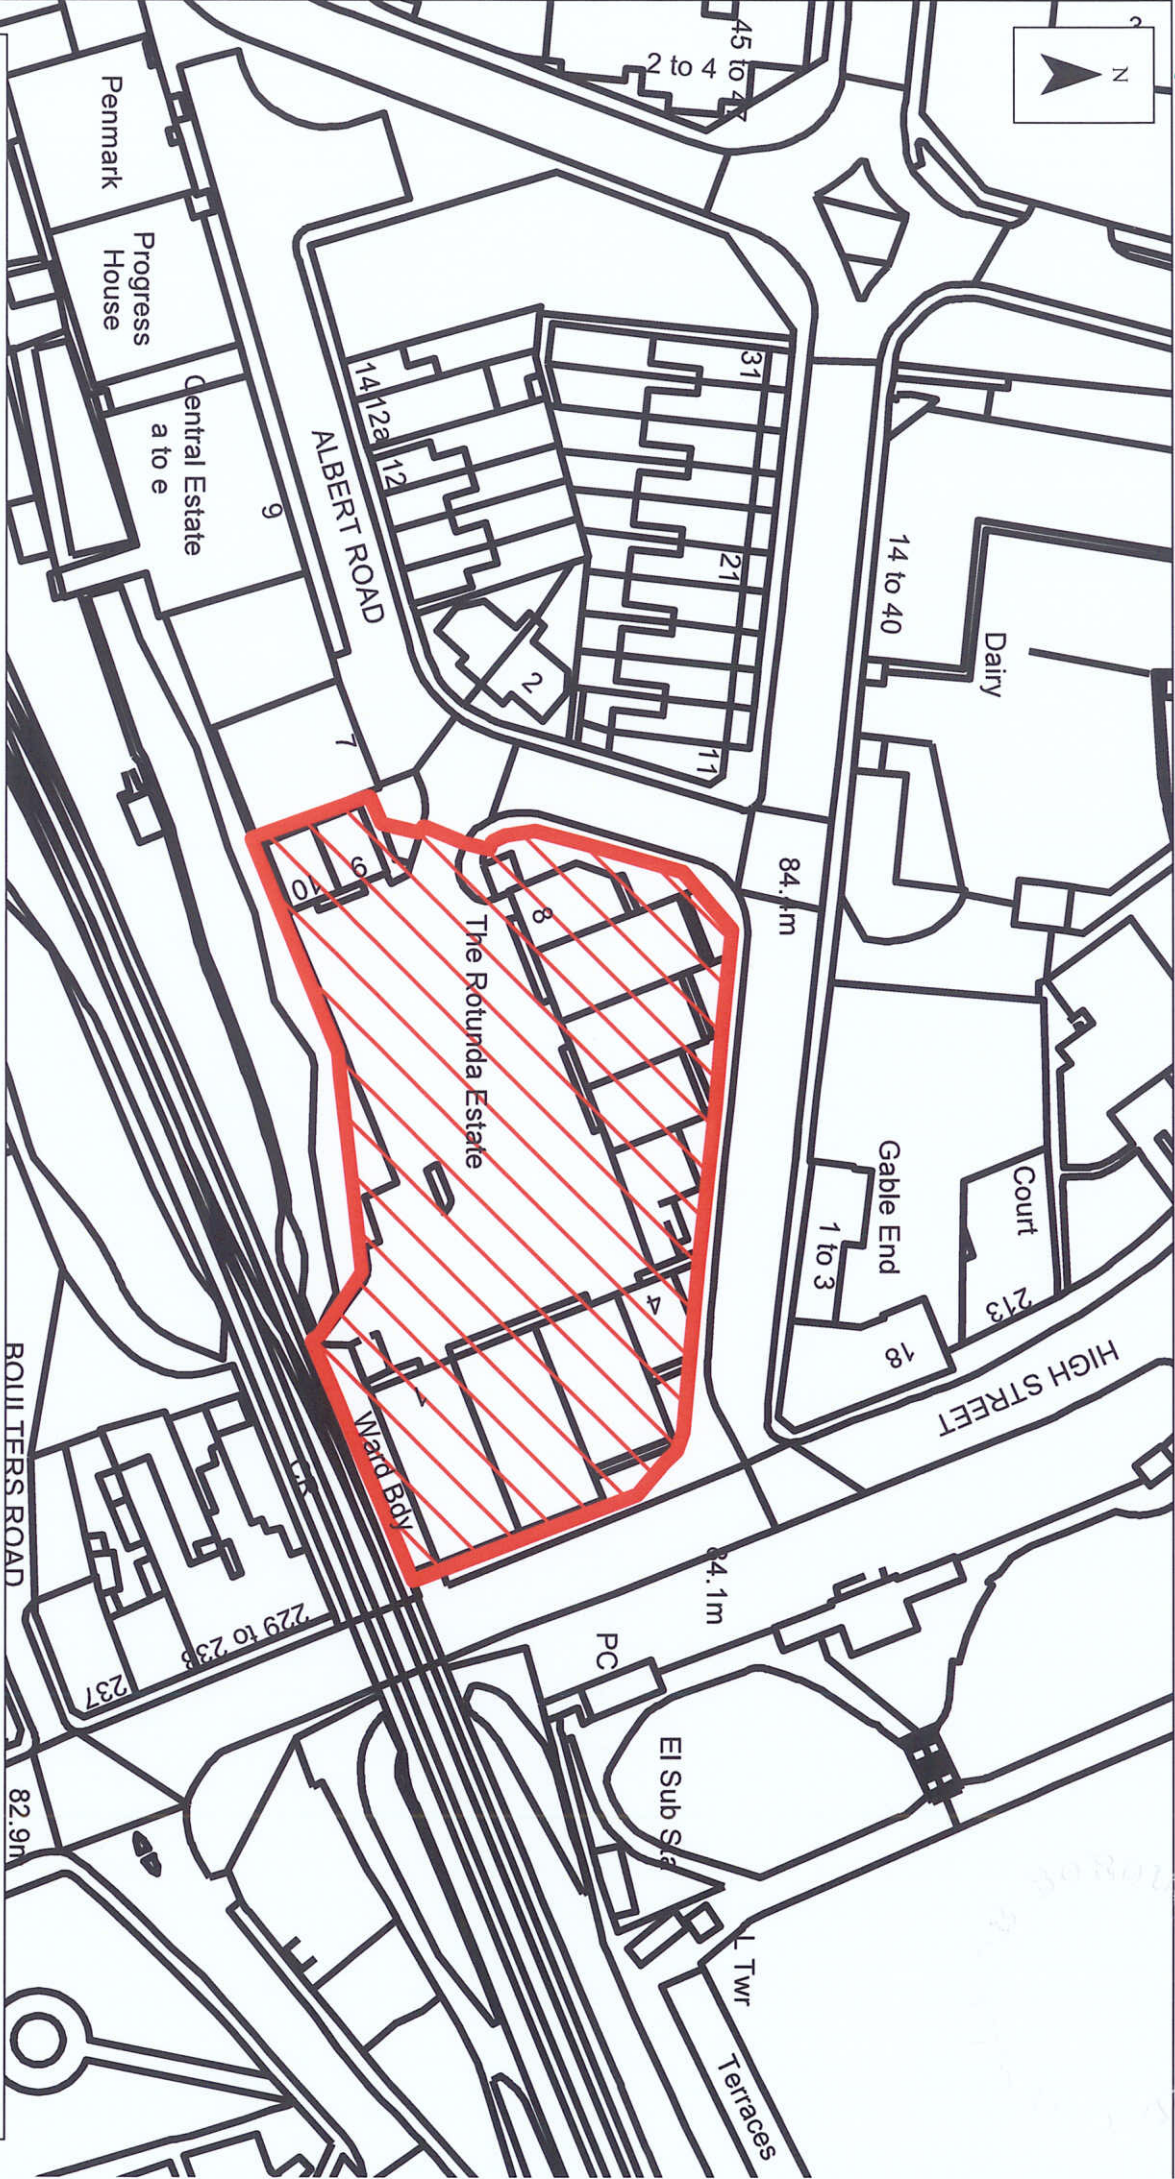 N
45 to 47
2 to 4
Penmark
Progress
House
Central Estate
a to e
9
ALBERT ROAD
14
12a
12
31
21
11
2
7
14 to 40
Dairy
84.4m
Gable End
1 to 3
Court
213
18
HIGH STREET
The Rotunda Estate
8
9
10
4
1
Ward Bdy
CR
BOULTERS ROAD
229 to 233
237
82.9m
84.1m
PC
El Sub Sta
L Twr
Terraces